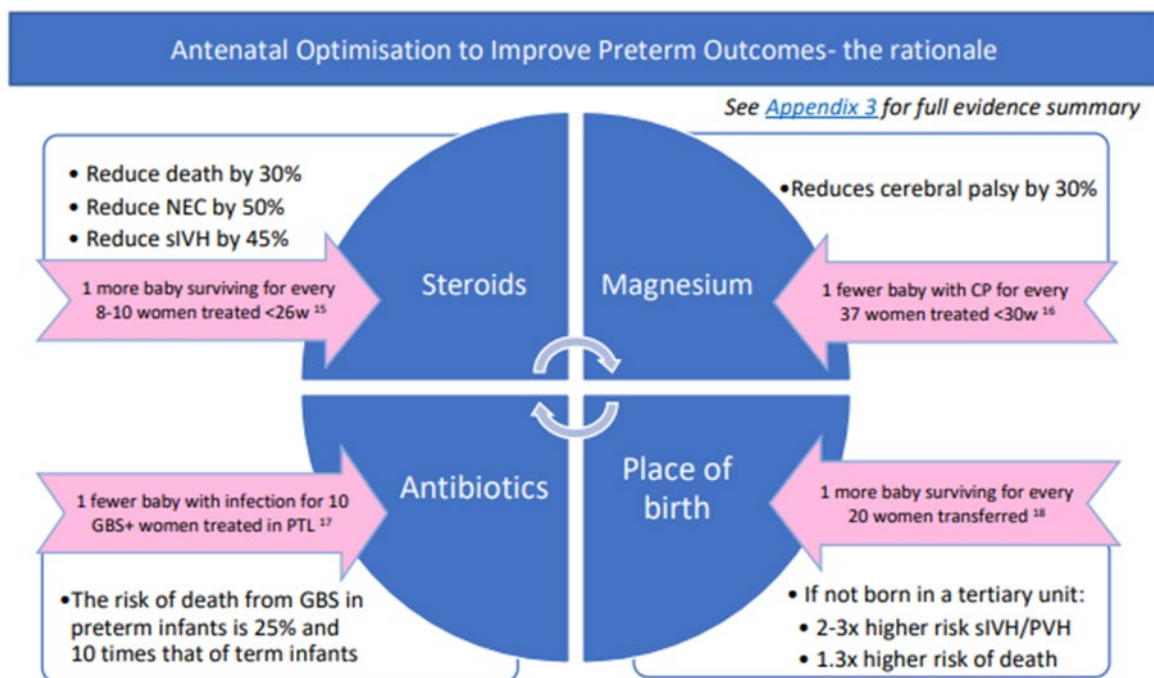 Antenatal Optimisation to Improve Preterm Outcomes- the rationale
See Appendix 3 for full evidence summary
• Reduce death by 30%
• Reduce NEC by 50%
• Reduce sIVH by 45%
1 more baby surviving for every
8-10 women treated <26w 15
Steroids
Magnesium
•Reduces cerebral palsy by 30%
1 fewer baby with CP for every
37 women treated <30w 16
1 fewer baby with infection for 10
GBS+ women treated in PTL 17
•The risk of death from GBS in
preterm infants is 25% and
10 times that of term infants
Antibiotics
Place of
birth
1 more baby surviving for every
20 women transferred 18
• If not born in a tertiary unit:
• 2-3x higher risk sIVH/PVH
• 1.3x higher risk of death